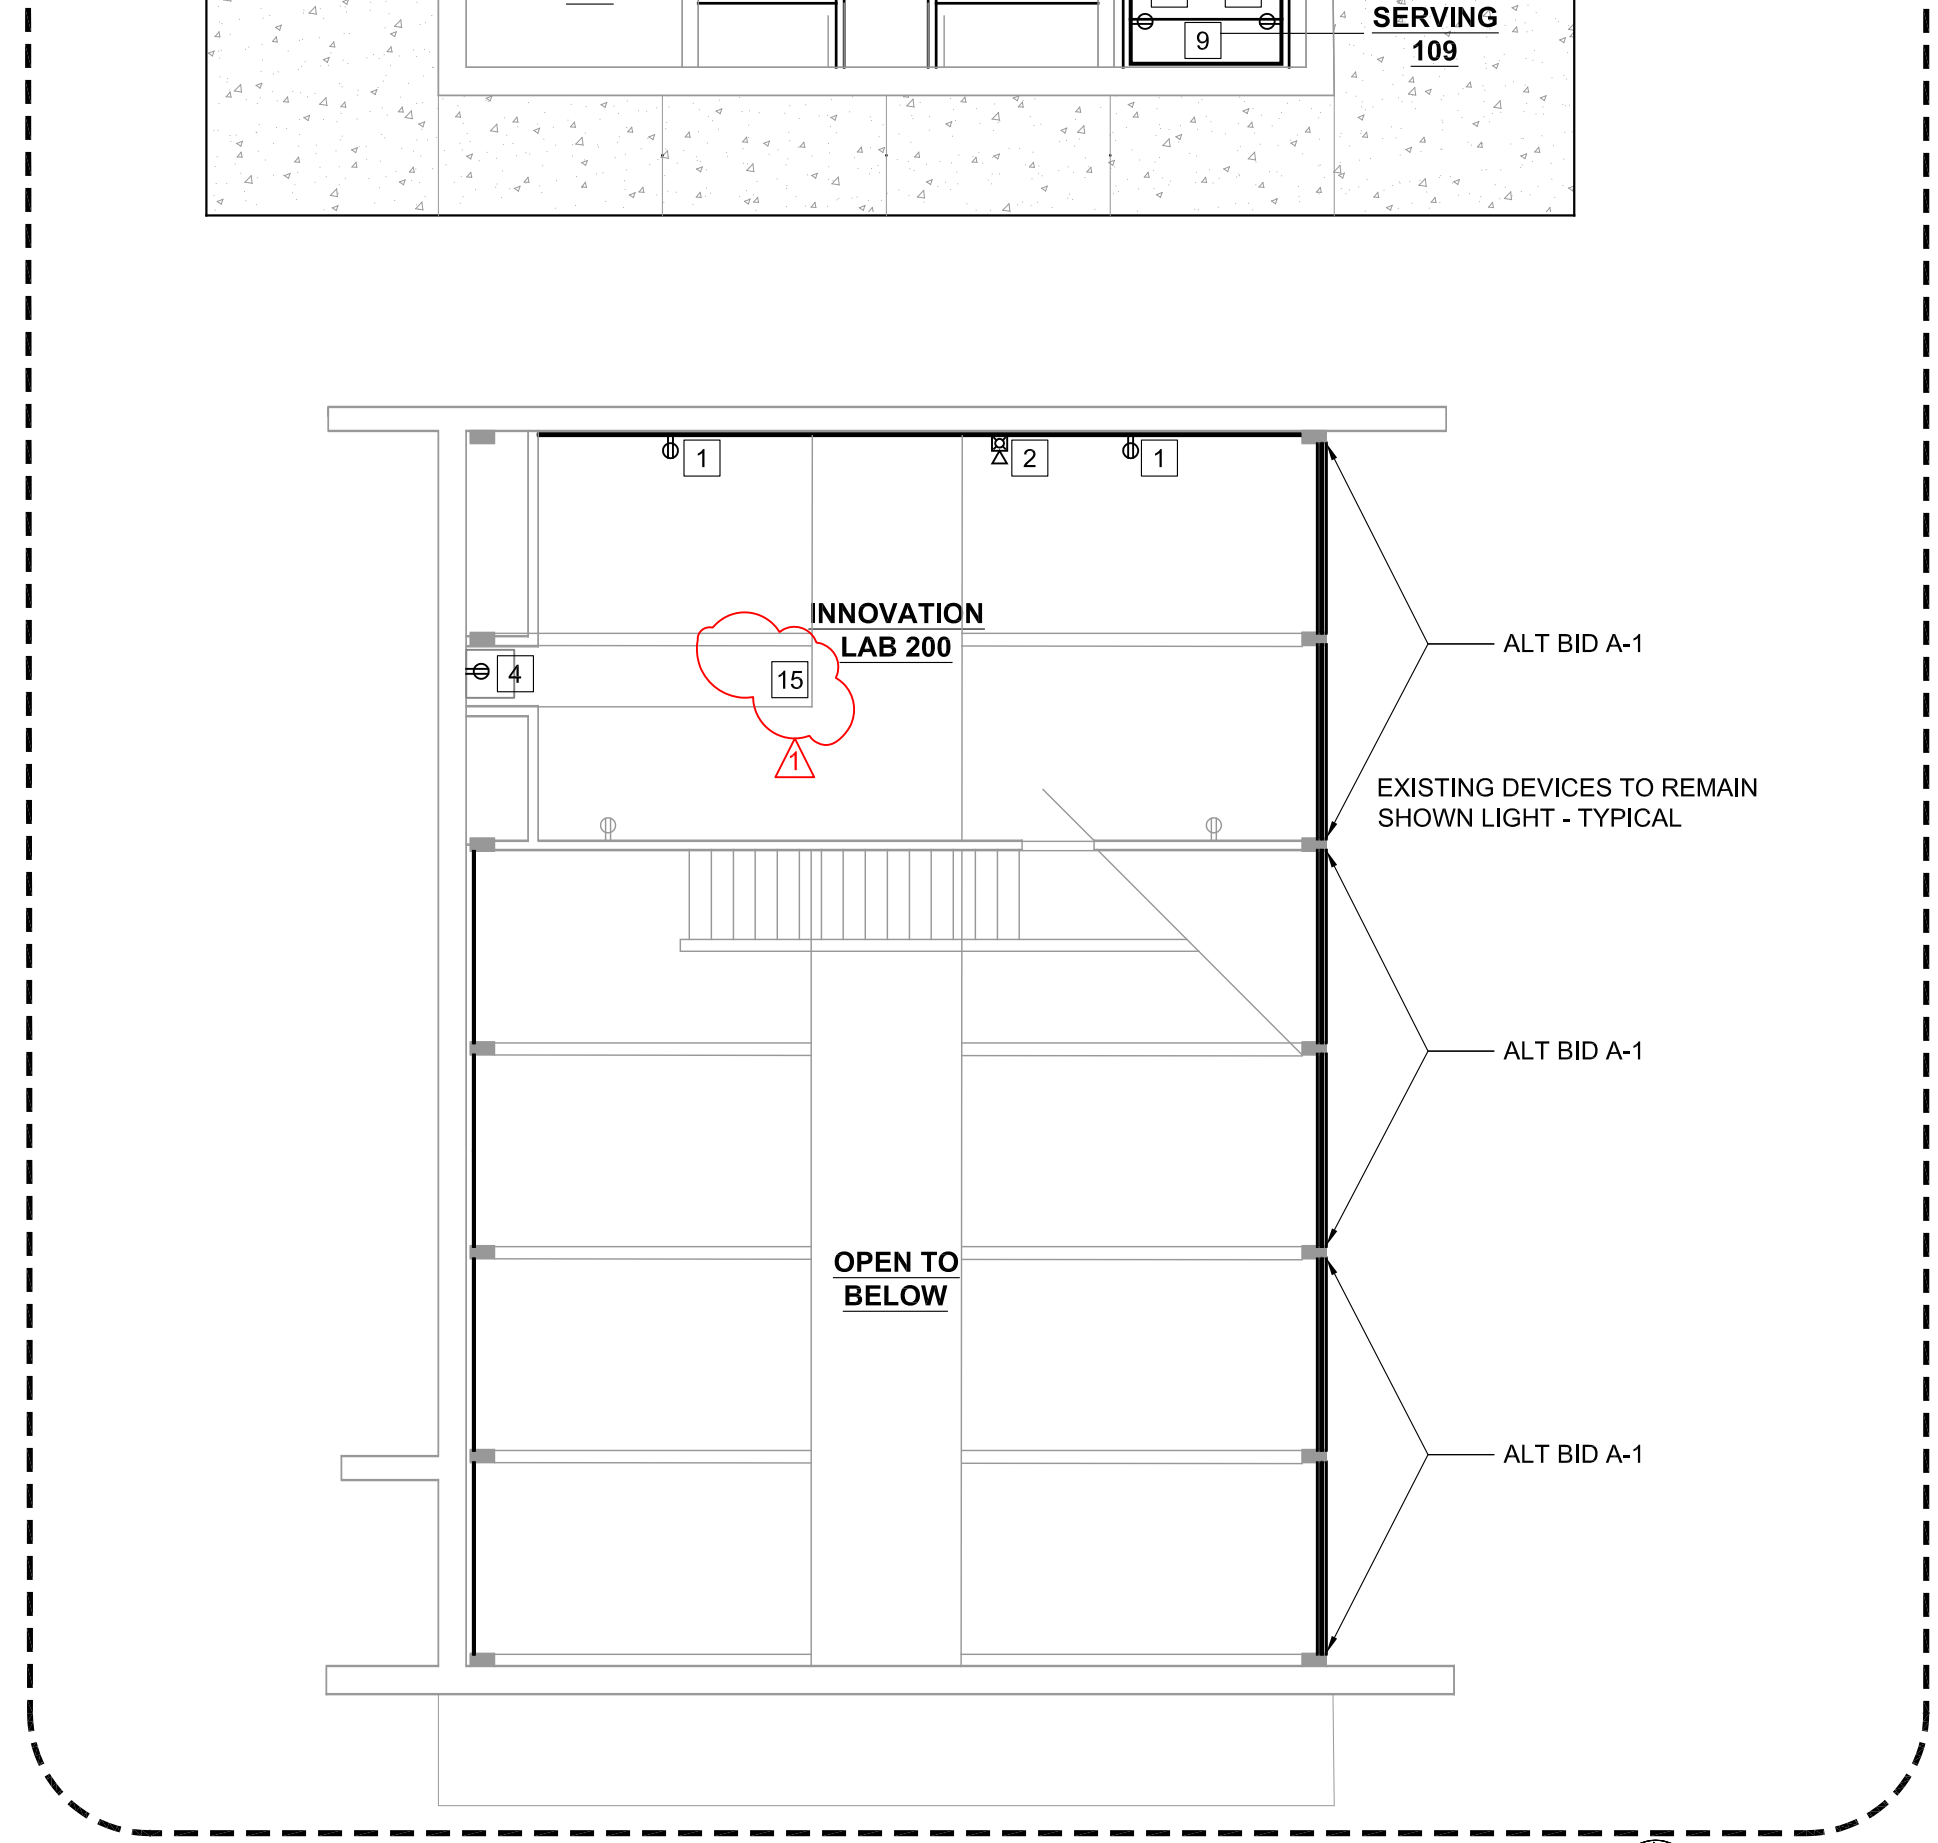 SERVING
109
9
1
2
1
INNOVATION
LAB 200
ALT BID A-1
4
15
1
EXISTING DEVICES TO REMAIN
SHOWN LIGHT - TYPICAL
ALT BID A-1
OPEN TO
BELOW
ALT BID A-1